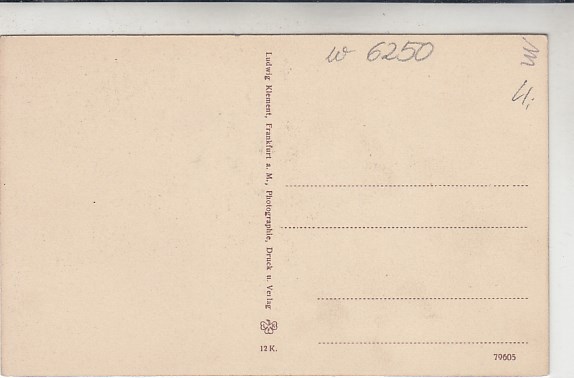 w 6250
Ludwig Klement, Frankfurt a. M., Photographie, Druck u. Verlag
12 K.
79605